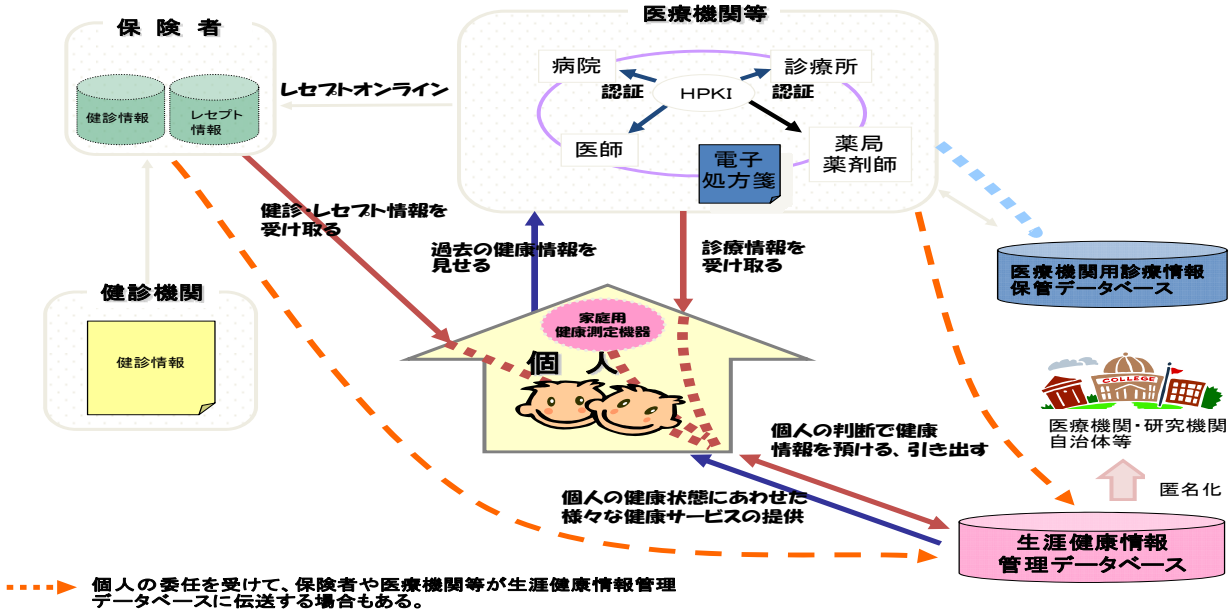 保 険 者
健診情報
レセプト
情報
レセプトオンライン
医療機関等
病院
診療所
認証
HPKI
認証
医師
電子
処方箋
薬局
薬剤師
健診・レセプト情報を
受け取る
過去の健康情報を
見せる
診療情報を
受け取る
医療機関用診療情報
保管データベース
健診機関
健診情報
家庭用
健康測定機器
個 人
COLLEGE
医療機関・研究機関
自治体等
匿名化
個人の判断で健康
情報を預ける、引き出す
個人の健康状態にあわせた
様々な健康サービスの提供
生涯健康情報
管理データベース
個人の委任を受けて、保険者や医療機関等が生涯健康情報管理
データベースに伝送する場合もある。